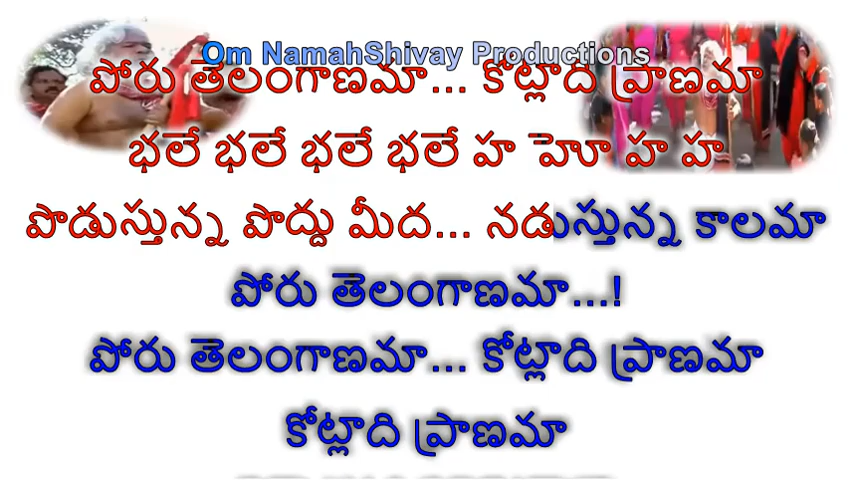 Om NamahShivay Productions
పోరు తెలంగాణమా... కోట్లాది ప్రాణమా
భలే భలే భలే భలే హ హెూ హ హ
పొడుస్తున్న పొద్దు మీద... నడుస్తున్న కాలమా
పోరు తెలంగాణమా...!
పోరు తెలంగాణమా... కోట్లాది ప్రాణమా
కోట్లాది ప్రాణమా